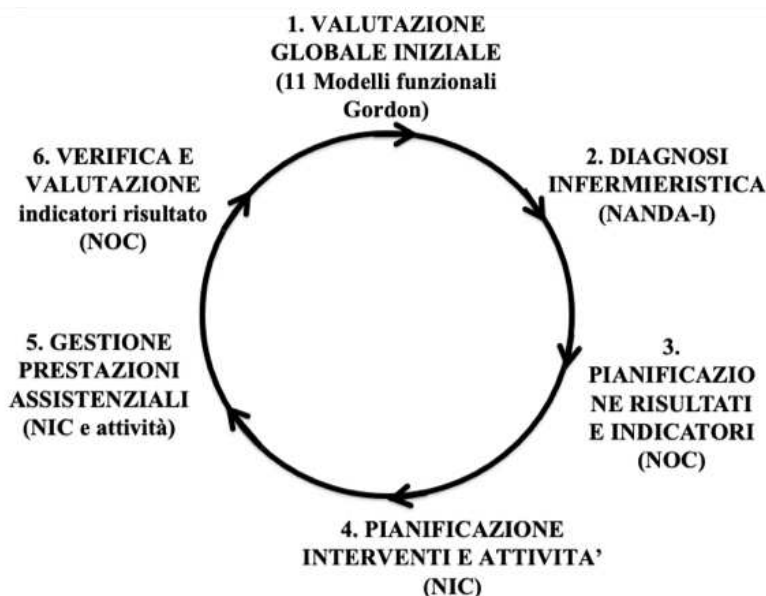 1. VALUTAZIONE
GLOBALE INIZIALE
(11 Modelli funzionali
Gordon)
2. DIAGNOSI
INFERMIERISTICA
(NANDA-I)
3.
PIANIFICAZIO
NE RISULTATI
E INDICATORI
(NOC)
4. PIANIFICAZIONE
INTERVENTI E ATTIVITA’
(NIC)
5. GESTIONE
PRESTAZIONI
ASSISTENZIALI
(NIC e attività)
6. VERIFICA E
VALUTAZIONE
indicatori risultato
(NOC)